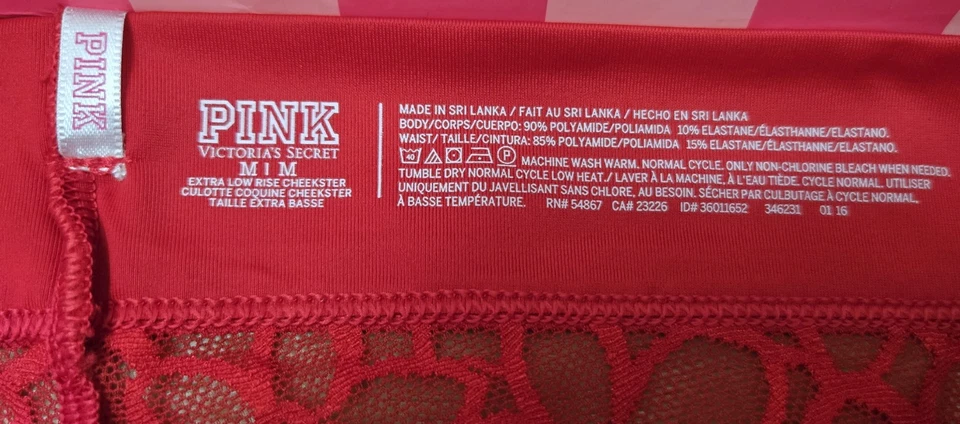 PINK
PINK
VICTORIA'S SECRET
M | M
EXTRA LOW RISE CHEEKSTER
CULOTTE COQUINE CHEEKSTER
TAILLE EXTRA BASSE
MADE IN SRI LANKA / FAIT AU SRI LANKA / HECHO EN SRI LANKA
BODY/CORPS/CUERPO: 90% POLYAMIDE/POLIAMIDA 10% ELASTANE/ÉLASTHANNE/ELASTANO.
WAIST/ TAILLE/CINTURA: 85% POLYAMIDE/POLIAMIDA 15% ELASTANE/ÉLASTHANNE/ELASTANO.
40 P MACHINE WASH WARM. NORMAL CYCLE. ONLY NON-CHLORINE BLEACH WHEN NEEDED.
TUMBLE DRY NORMAL CYCLE LOW HEAT./ LAVER À LA MACHINE, À L'EAU TIÈDE. CYCLE NORMAL. UTILISER
UNIQUEMENT DU JAVELLISANT SANS CHLORE, AU BESOIN. SÉCHER PAR CULBUTAGE À CYCLE NORMAL,
À BASSE TEMPÉRATURE. RN# 54867 CA# 23226 ID# 36011652 346231 01 16